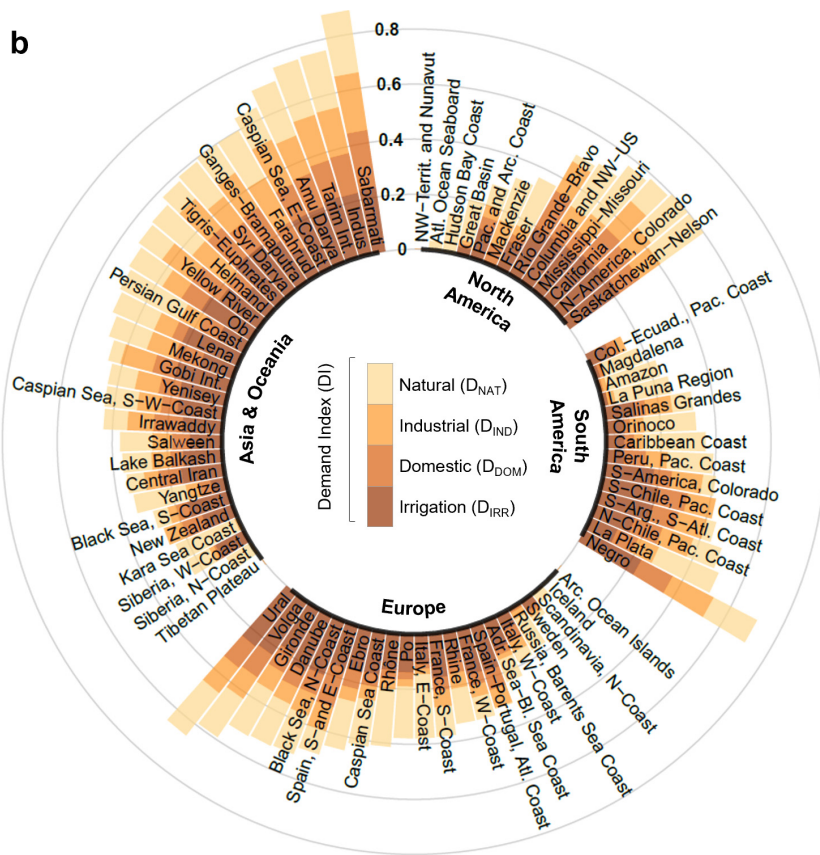 b
0.8
0.6
0.4
0.2
0
NW-Territ. and Nunavut
Atl. Ocean Seaboard
Hudson Bay Coast
Great Basin
Pac. and Arc. Coast
Mackenzie
Fraser
Rio Grande-Bravo
Columbia and NW-US
Mississippi-Missouri
California
N-America, Colorado
Saskatchewan-Nelson
North
America
Col.-Ecuad., Pac. Coast
Magdalena
Amazon
La Puna Region
Salinas Grandes
Orinoco
Caribbean Coast
Peru, Pac. Coast
S-America, Colorado
S-Chile, Pac. Coast
S-Arg., S-Atl. Coast
N-Chile, Pac. Coast
La Plata
Negro
South
America
Arc. Ocean Islands
Iceland
Scandinavia, N-Coast
Sweden
Russia, Barents Sea Coast
Italy, W-Coast
Adr. Sea-Bl. Sea Coast
Spain-Portugal, Atl. Coast
France, W-Coast
Rhine
France, S-Coast
Italy, E-Coast
Po
Rhône
Caspian Sea Coast
Ebro
Spain, S-and E-Coast
Black Sea, N-Coast
Danube
Gironde
Volga
Ural
Europe
Tibetan Plateau
Siberia, N-Coast
Siberia, W-Coast
Kara Sea Coast
New Zealand
Black Sea, S-Coast
Yangtze
Central Iran
Lake Balkash
Salween
Irrawaddy
Caspian Sea, S-W-Coast
Yenisey
Gobi Int.
Mekong
Lena
Persian Gulf Coast
Ob
Yellow River
Helmand
Tigris-Euphrates
Syr Darya
Ganges-Bramaputra
Farahrud
Caspian Sea, E-Coast
Amu Darya
Tarim Int.
Indus
Sabarmati
Asia & Oceania
Demand Index (DI)
Natural (DNAT)
Industrial (DIND)
Domestic (DDOM)
Irrigation (DIRR)